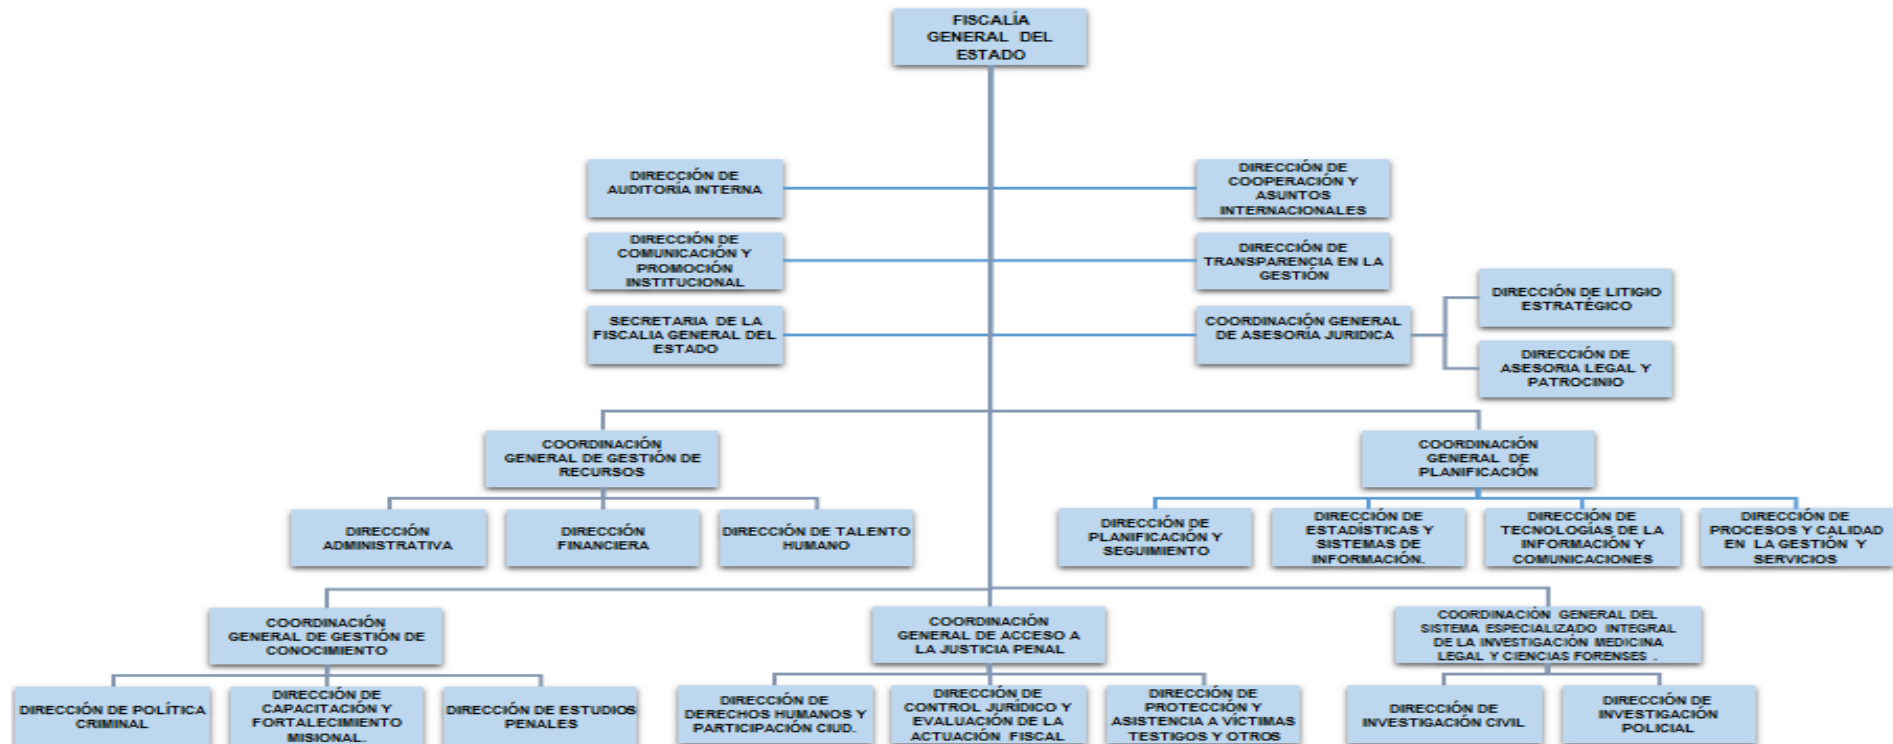 FISCALÍA
GENERAL DEL
ESTADO
DIRECCIÓN DE
AUDITORÍA INTERNA
DIRECCIÓN DE
COOPERACIÓN Y
ASUNTOS
INTERNACIONALES
DIRECCIÓN DE
COMUNICACIÓN Y
PROMOCIÓN
INSTITUCIONAL
DIRECCIÓN DE
TRANSPARENCIA EN LA
GESTIÓN
SECRETARIA DE LA
FISCALIA GENERAL DEL
ESTADO
COORDINACIÓN GENERAL
DE ASESORÍA JURIDICA
DIRECCIÓN DE LITIGIO
ESTRATÉGICO
DIRECCIÓN DE
ASESORIA LEGAL Y
PATROCINIO
COORDINACIÓN
GENERAL DE GESTIÓN DE
RECURSOS
COORDINACIÓN
GENERAL DE
PLANIFICACIÓN
DIRECCIÓN
ADMINISTRATIVA
DIRECCIÓN
FINANCIERA
DIRECCIÓN DE TALENTO
HUMANO
DIRECCIÓN DE
PLANIFICACIÓN Y
SEGUIMIENTO
DIRECCIÓN DE
ESTADÍSTICAS Y
SISTEMAS DE
INFORMACIÓN.
DIRECCIÓN DE
TECNOLOGÍAS DE LA
INFORMACIÓN Y
COMUNICACIONES
DIRECCIÓN DE
PROCESOS Y CALIDAD
EN LA GESTIÓN Y
SERVICIOS
COORDINACIÓN
GENERAL DE GESTIÓN DE
CONOCIMIENTO
COORDINACIÓN
GENERAL DE ACCESO A
LA JUSTICIA PENAL
COORDINACIÓN GENERAL DEL
SISTEMA ESPECIALIZADO INTEGRAL
DE LA INVESTIGACIÓN MEDICINA
LEGAL Y CIENCIAS FORENSES .
DIRECCIÓN DE POLÍTICA
CRIMINAL
DIRECCIÓN DE
CAPACITACIÓN Y
FORTALECIMIENTO
MISIONAL.
DIRECCIÓN DE ESTUDIOS
PENALES
DIRECCIÓN DE
DERECHOS HUMANOS Y
PARTICIPACIÓN CIUD.
DIRECCIÓN DE
CONTROL JURÍDICO Y
EVALUACIÓN DE LA
ACTUACIÓN FISCAL
DIRECCIÓN DE
PROTECCIÓN Y
ASISTENCIA A VÍCTIMAS
TESTIGOS Y OTROS
DIRECCIÓN DE
INVESTIGACIÓN CIVIL
DIRECCIÓN DE
INVESTIGACIÓN
POLICIAL